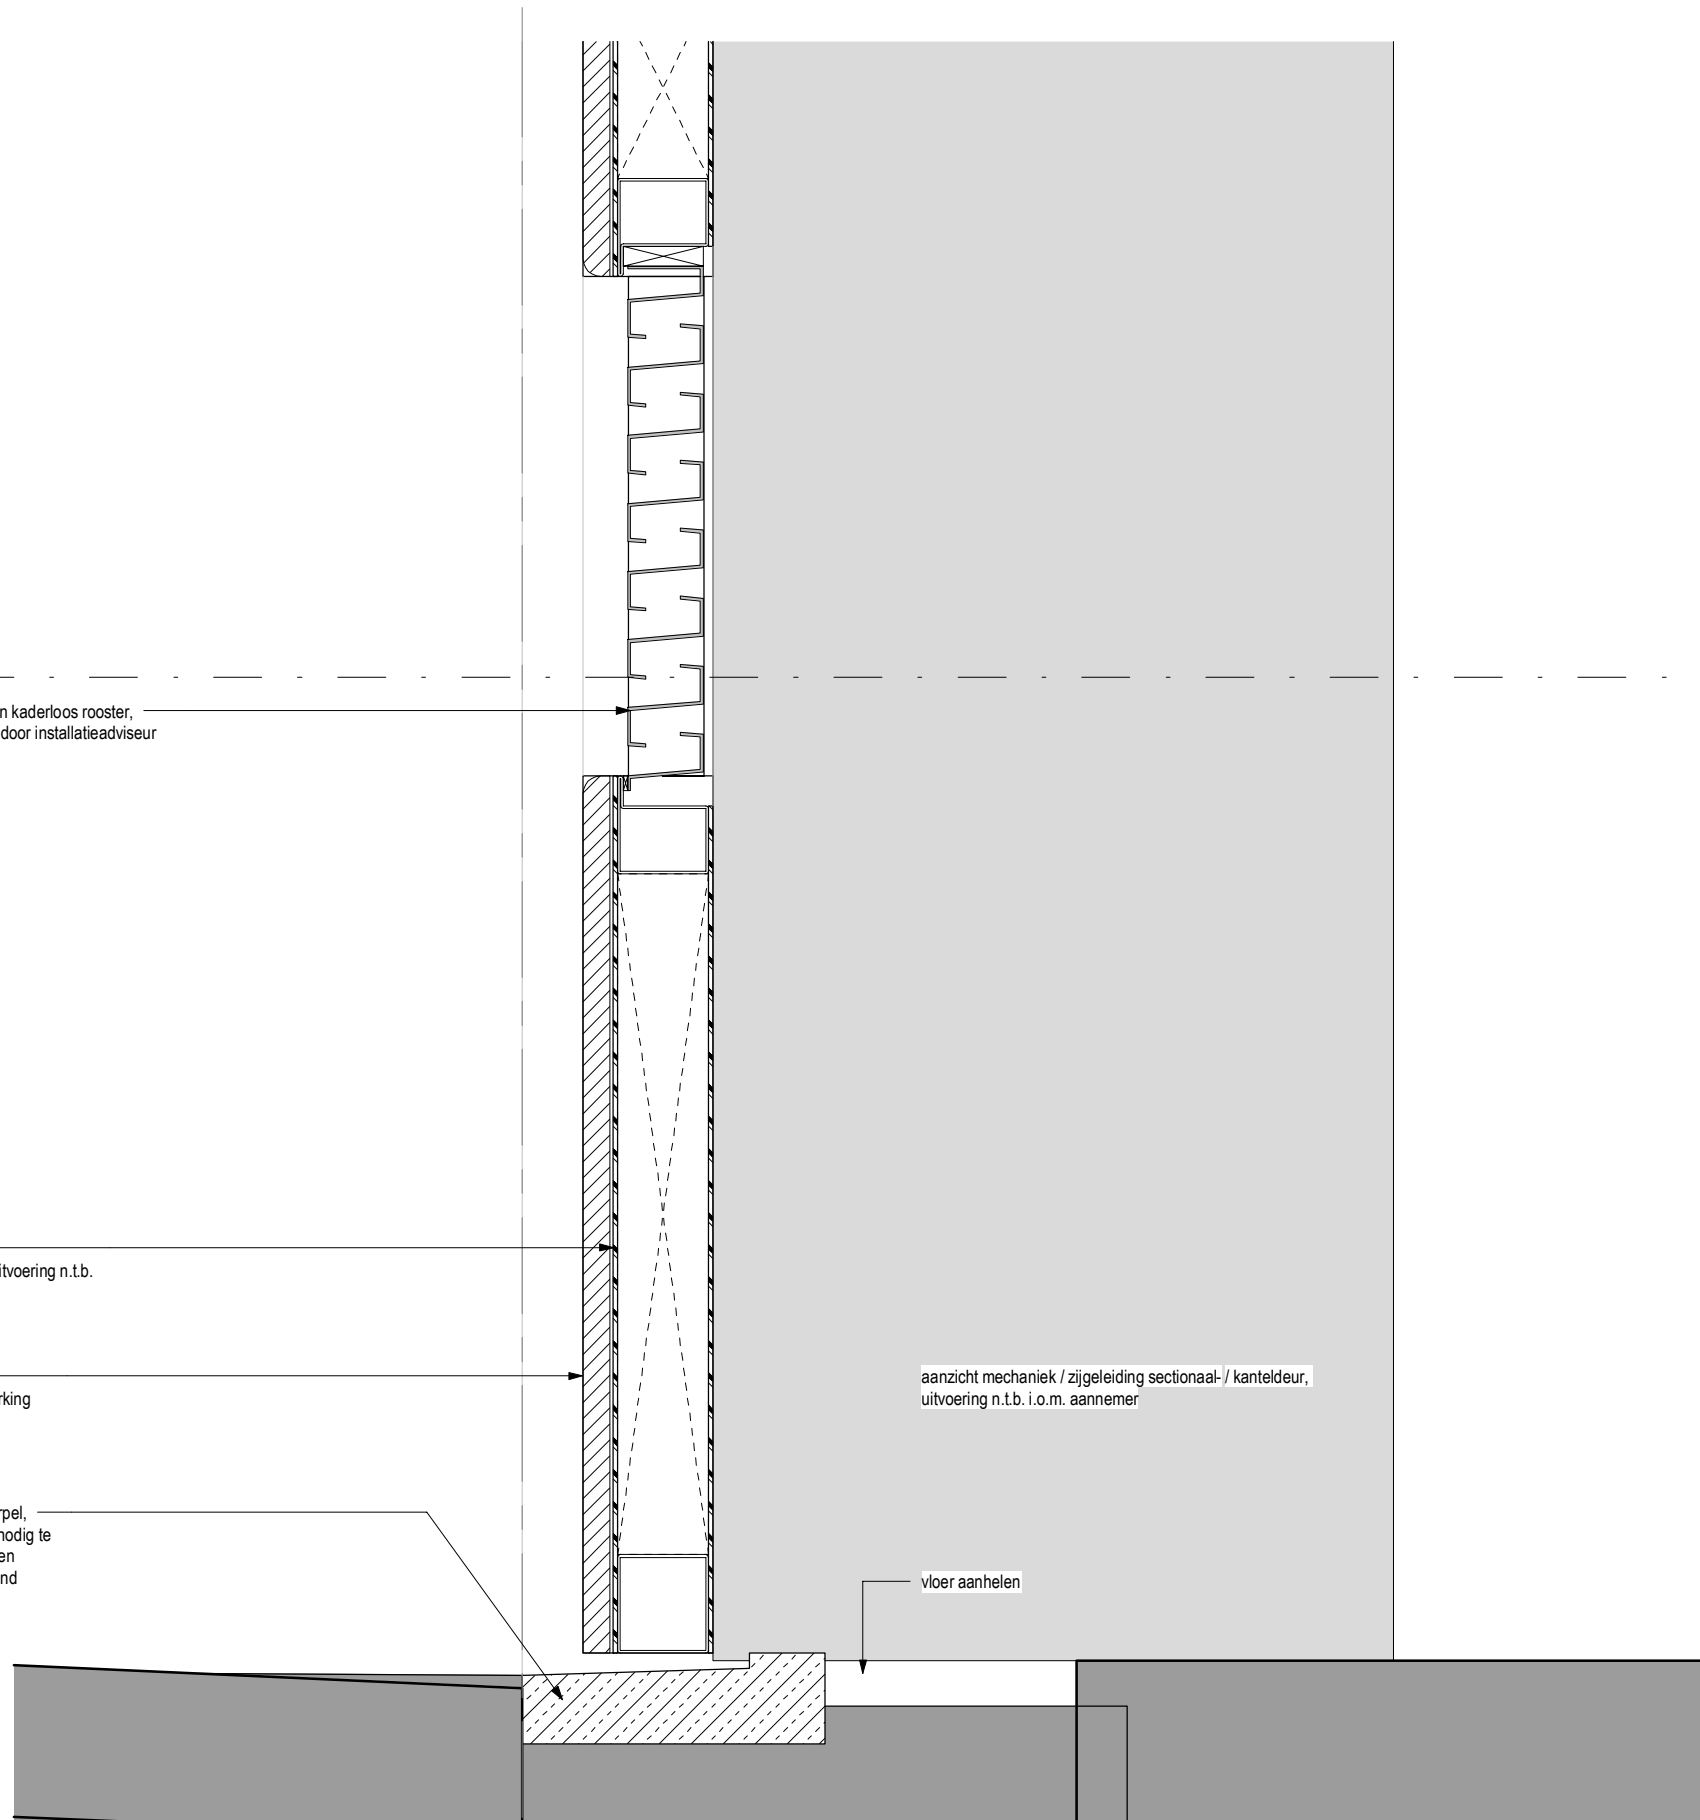 n kaderloos rooster,
door installatieadviseur
itvoering n.t.b.
aanzicht mechaniek / zijgeleiding sectionaal- / kanteldeur,
uitvoering n.t.b. i.o.m. aannemer
rking
rpel,
nodig te
en
nd
vloer aanhelen